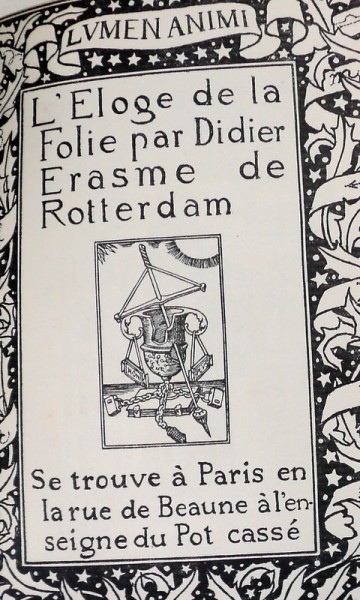 LVMEN ANIMI
L'Eloge de la
Folie par Didier
Erasme de
Rotterdam
Se trouve à Paris en
la rue de Beaune à l'en-
seigne du Pot cassé